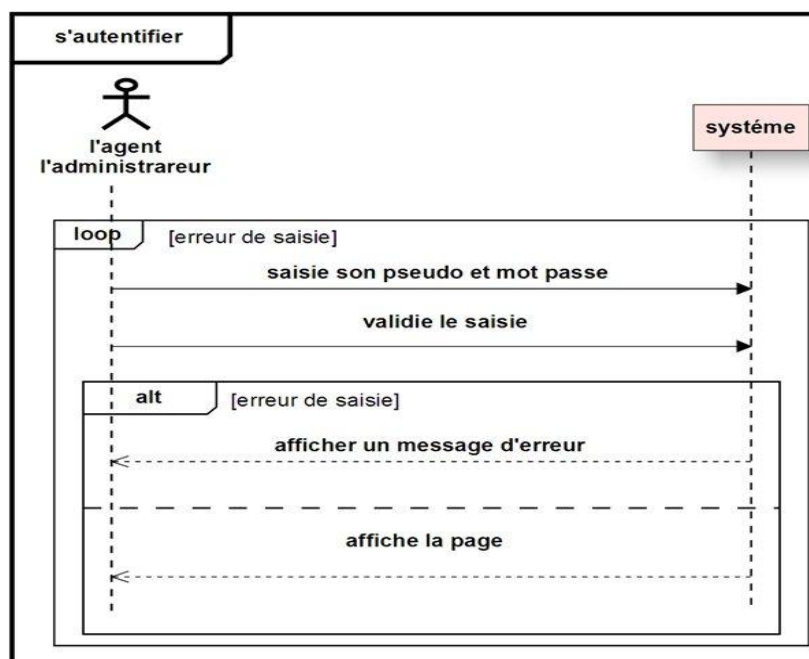 s'autentifier
l'agent
l'administrareur
systéme
loop
[erreur de saisie]
saisie son pseudo et mot passe
validie le saisie
alt
[erreur de saisie]
afficher un message d'erreur
affiche la page